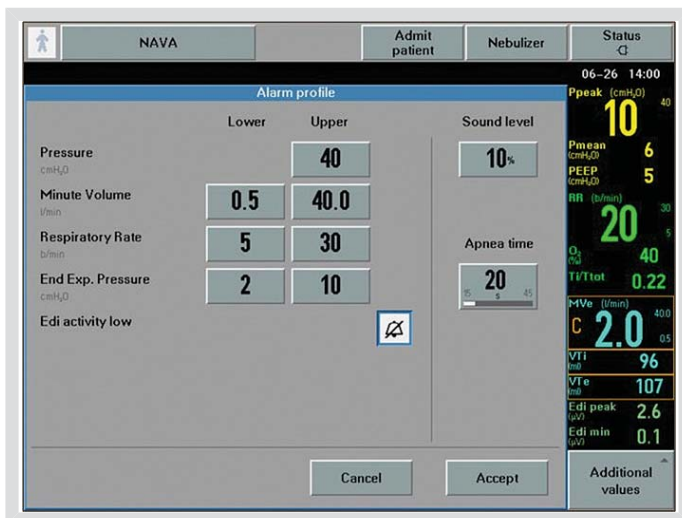 NAVA
Admit patient
Nebulizer
Status
06-26 14:00
Alarm profile
Lower Upper Sound level
Pressure
cmH₂O
40
10%
Minute Volume
l/min
0.5 40.0
Respiratory Rate
b/min
5 30
Apnea time
End Exp. Pressure
cmH₂O
2 10
20
s
15 45
Edi activity low
Cancel
Accept
Ppeak (cmH₂O)
10 40
Pmean
(cmH₂O)
6
PEEP
(cmH₂O)
5
RR (b/min)
20
30
5
O₂
(%)
40
Ti/Ttot
0.22
MVe (l/min)
C 2.0
40.0
0.5
VTi
(ml)
96
VTe
(ml)
107
Edi peak
(µV)
2.6
Edi min
(µV)
0.1
Additional
values